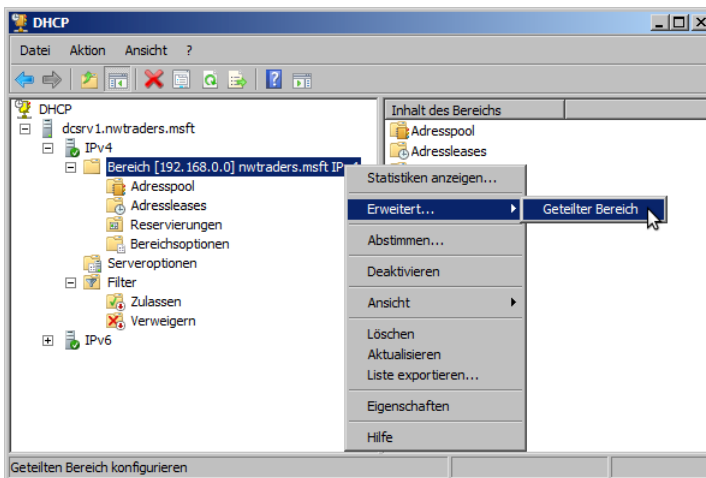 DHCP
Datei Aktion Ansicht ?
DHCP
dcsrv1.nwtraders.msft
IPv4
Bereich [192.168.0.0] nwtraders.msft
Adresspool
Adressleases
Reservierungen
Bereichsoptionen
Serveroptionen
Filter
Zulassen
Verweigern
IPv6
Inhalt des Bereichs
Adresspool
Adressleases
Statistiken anzeigen...
Erweitert...
Geteilter Bereich
Abstimmen...
Deaktivieren
Ansicht
Löschen
Aktualisieren
Liste exportieren...
Eigenschaften
Hilfe
Geteilten Bereich konfigurieren